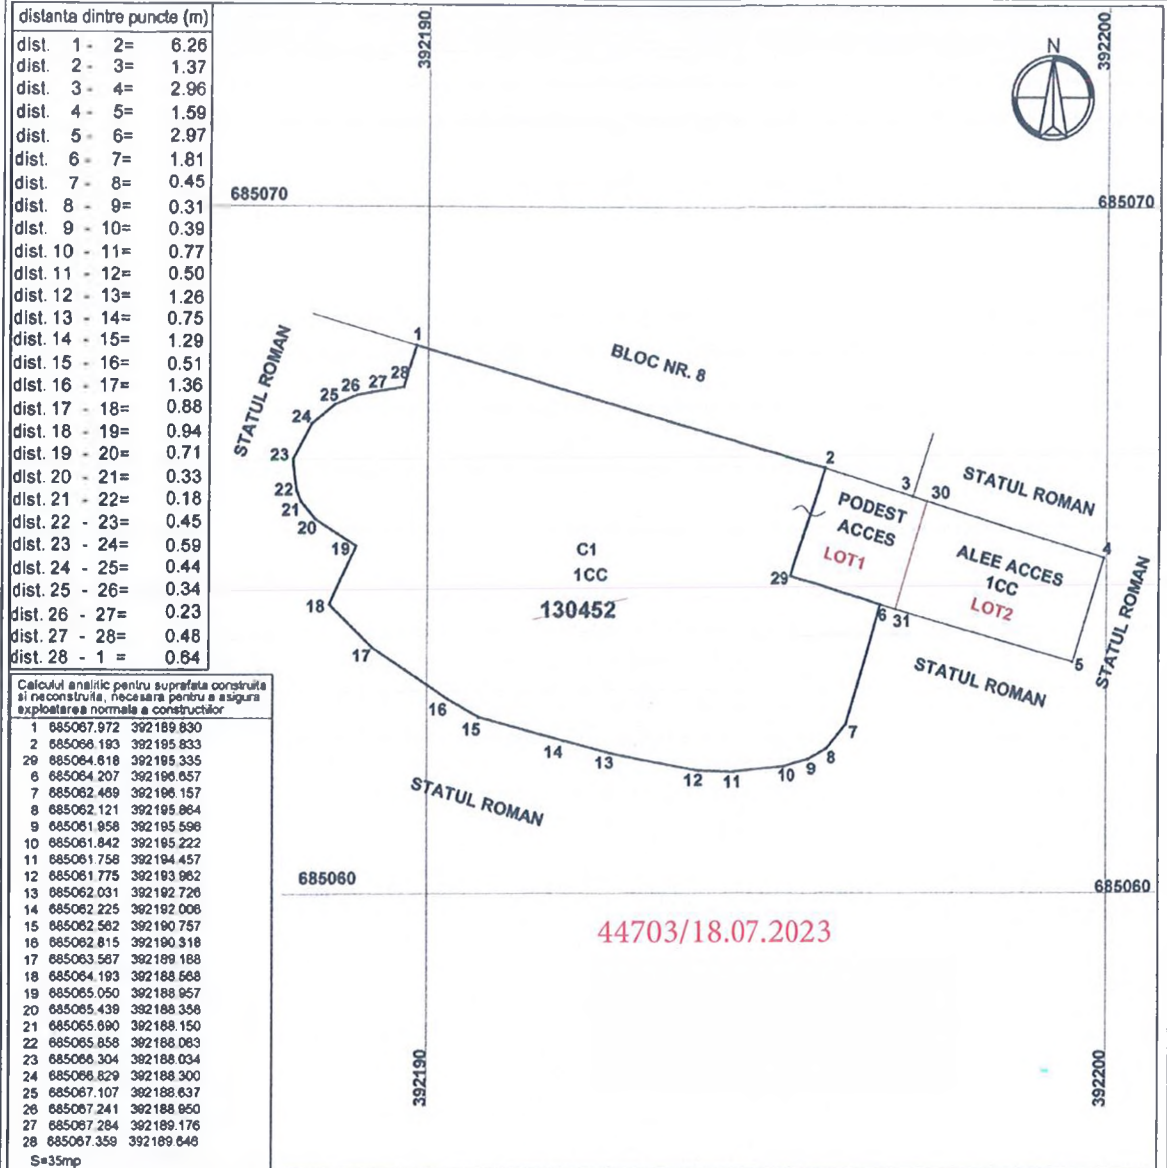 distanta dintre puncte (m)
dist. 1 - 2= 6.26
dist. 2 - 3= 1.37
dist. 3 - 4= 2.96
dist. 4 - 5= 1.59
dist. 5 - 6= 2.97
dist. 6 - 7= 1.81
dist. 7 - 8= 0.45
dist. 8 - 9= 0.31
dist. 9 - 10= 0.39
dist. 10 - 11= 0.77
dist. 11 - 12= 0.50
dist. 12 - 13= 1.26
dist. 13 - 14= 0.75
dist. 14 - 15= 1.29
dist. 15 - 16= 0.51
dist. 16 - 17= 1.36
dist. 17 - 18= 0.88
dist. 18 - 19= 0.94
dist. 19 - 20= 0.71
dist. 20 - 21= 0.33
dist. 21 - 22= 0.18
dist. 22 - 23= 0.45
dist. 23 - 24= 0.59
dist. 24 - 25= 0.44
dist. 25 - 26= 0.34
dist. 26 - 27= 0.23
dist. 27 - 28= 0.48
dist. 28 - 1 = 0.64
Calculul analitic pentru suprafata construita
si neconstruita, necesara pentru a asigura
exploatarea normala a constructiilor
1 685067.972 392189.830
2 685066.193 392195.833
29 685064.618 392195.335
6 685064.207 392196.657
7 685062.469 392196.157
8 685062.121 392195.864
9 685061.958 392195.596
10 685061.842 392195.222
11 685061.758 392194.457
12 685061.775 392193.962
13 685062.031 392192.726
14 685062.225 392192.006
15 685062.562 392190.757
16 685062.815 392190.318
17 685063.567 392189.188
18 685064.193 392188.568
19 685065.050 392188.957
20 685065.439 392188.358
21 685065.690 392188.150
22 685065.858 392188.083
23 685066.304 392188.034
24 685066.829 392188.300
25 685067.107 392188.637
26 685067.241 392188.950
27 685067.284 392189.176
28 685067.359 392189.646
S=35mp
392190
392200
N
685070
685070
1
BLOC NR. 8
STATUL ROMAN
28
27
26
25
24
23
22
21
20
19
18
17
16
15
14
13
12
11
10
9
8
7
2
3
30
STATUL ROMAN
4
PODEST
ACCES
LOT1
ALEE ACCES
1CC
LOT2
29
6
31
5
STATUL ROMAN
STATUL ROMAN
C1
1CC
130452
STATUL ROMAN
685060
685060
44703/18.07.2023
392190
392200